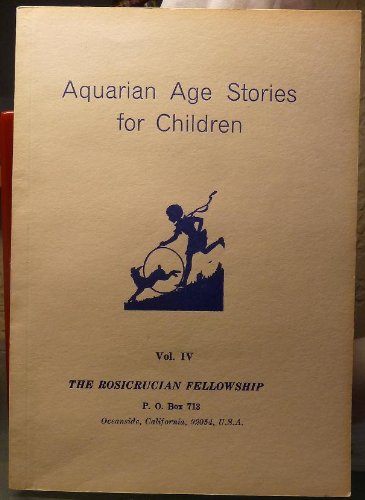 Aquarian Age Stories
for Children
Vol. IV
THE ROSICRUCIAN FELLOWSHIP
P. O. Box 713
Oceanside, California, 92054, U.S.A.